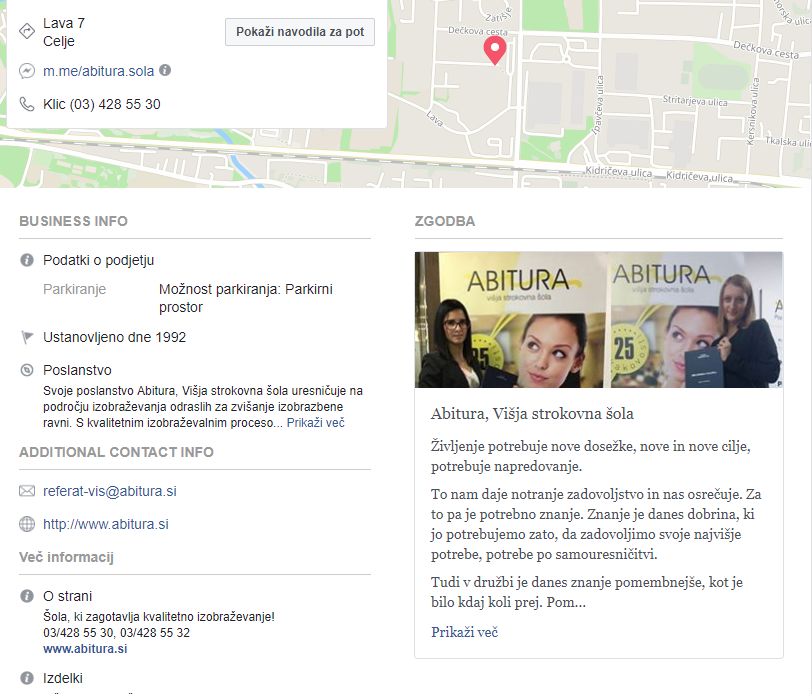 Lava 7
Celje
Pokaži navodila za pot
m.me/abitura.sola
Klic (03) 428 55 30
Zatišje
Dečkova cesta
Dečkova cesta
Lava
Stritarjeva ulica
Kersnikova ulica
Tkalska uli
Kidričeva ulica
Kidričeva ulica
BUSINESS INFO
Podatki o podjetju
Parkiranje
Možnost parkiranja: Parkirni
prostor
Ustanovljeno dne 1992
Poslanstvo
Svoje poslanstvo Abitura, Višja strokovna šola uresničuje na
področju izobraževanja odraslih za zvišanje izobrazbene
ravni. S kvalitetnim izobraževalnim proceso... Prikaži več
ADDITIONAL CONTACT INFO
referat-vis@abitura.si
http://www.abitura.si
Več informacij
O strani
Šola, ki zagotavlja kvalitetno izobraževanje!
03/428 55 30, 03/428 55 32
www.abitura.si
Izdelki
ZGODBA
ABITURA
višja strokovna šola
25
ABITURA
višja strokovna šola
25
Abitura, Višja strokovna šola
Življenje potrebuje nove dosežke, nove in nove cilje,
potrebuje napredovanje.
To nam daje notranje zadovoljstvo in nas osrečuje. Za
to pa je potrebno znanje. Znanje je danes dobrina, ki
jo potrebujemo zato, da zadovoljimo svoje najvišje
potrebe, potrebe po samouresničitvi.
Tudi v družbi je danes znanje pomembnejše, kot je
bilo kdaj koli prej. Pom...
Prikaži več